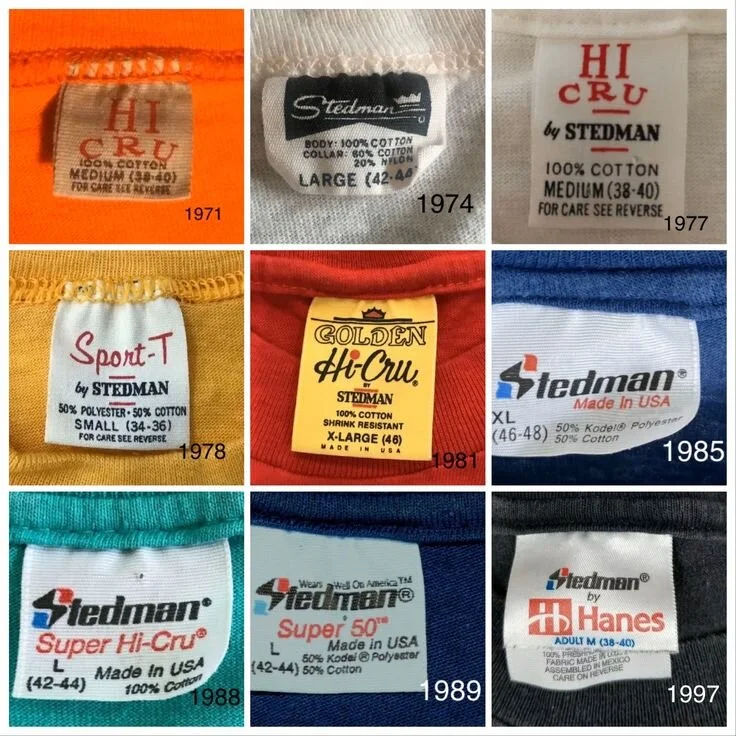 HI
CRU
100% COTTON
MEDIUM (38-40)
FOR CARE SEE REVERSE
1971
Stedman
BODY: 100% COTTON
COLLAR: 80% COTTON
20% NYLON
LARGE (42-44
1974
HI
CRU
by STEDMAN
100% COTTON
MEDIUM (38-40)
FOR CARE SEE REVERSE
1977
Sport-T
by STEDMAN
50% POLYESTER • 50% COTTON
SMALL (34-36)
FOR CARE SEE REVERSE
1978
GOLDEN
Hi-Cru®
BY
STEDMAN
100% COTTON
SHRINK RESISTANT
X-LARGE (46)
MADE IN USA
1981
Stedman®
Made in USA
XL
(46-48)
50% Kodel® Polyester
50% Cotton
1985
Stedman®
Super Hi-Cru®
L
Made in USA
(42-44)
100% Cotton
1988
Wears Well On America™
Stedman®
Super 50™
L
Made in USA
50% Kodel® Polyester
(42-44) 50% Cotton
1989
Stedman®
by
Hanes
ADULT M (38-40)
FABRIC MADE IN U.S.A
ASSEMBLED IN MEXICO
CARE ON REVERSE
1997